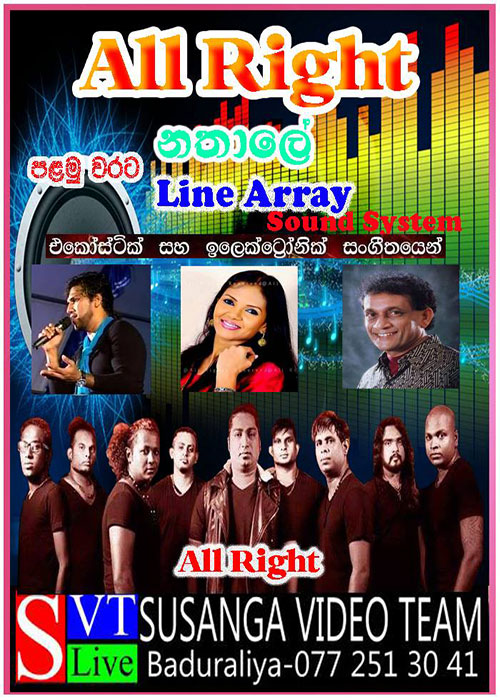 All Right
නතාලේ
පළමු වරට
Line Array
Sound System
එකෝස්ටික් සහ ඉලෙක්ට්‍රෝනික් සංගීතයෙන්
All Right
SVT Live
SUSANGA VIDEO TEAM
Baduraliya-077 251 30 41